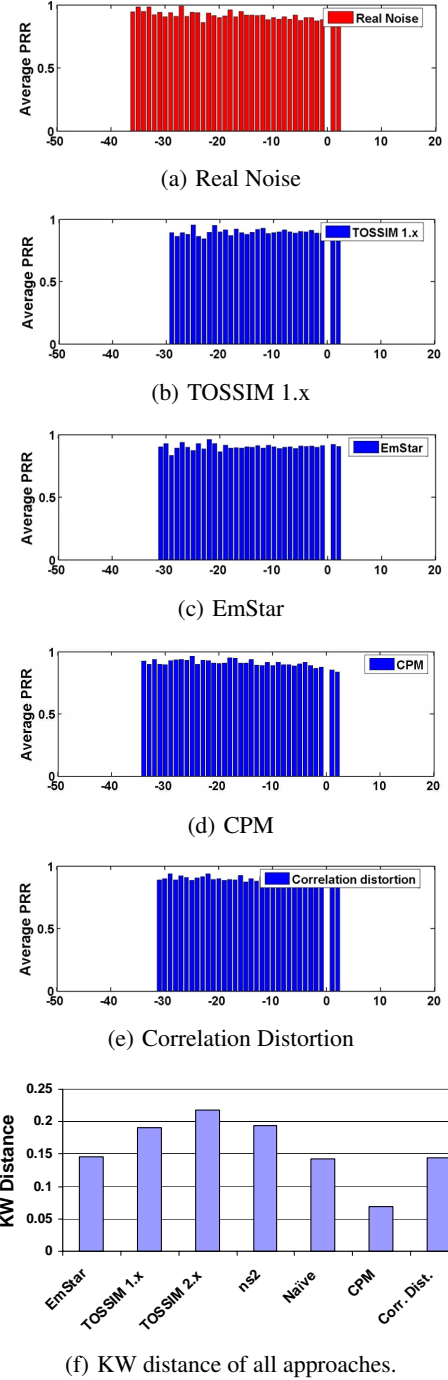 1
Real Noise
Average PRR
0.5
0
-50 -40 -30 -20 -10 0 10 20
(a) Real Noise
1
TOSSIM 1.x
Average PRR
0.5
0
-50 -40 -30 -20 -10 0 10 20
(b) TOSSIM 1.x
1
EmStar
Average PRR
0.5
0
-50 -40 -30 -20 -10 0 10 20
(c) EmStar
1
CPM
Average PRR
0.5
0
-50 -40 -30 -20 -10 0 10 20
(d) CPM
1
Correlation distortion
Average PRR
0.5
0
-50 -40 -30 -20 -10 0 10 20
(e) Correlation Distortion
0.25
0.2
0.15
0.1
0.05
0
KW Distance
EmStar TOSSIM 1.x TOSSIM 2.x ns2 Naïve CPM Corr. Dist.
(f) KW distance of all approaches.